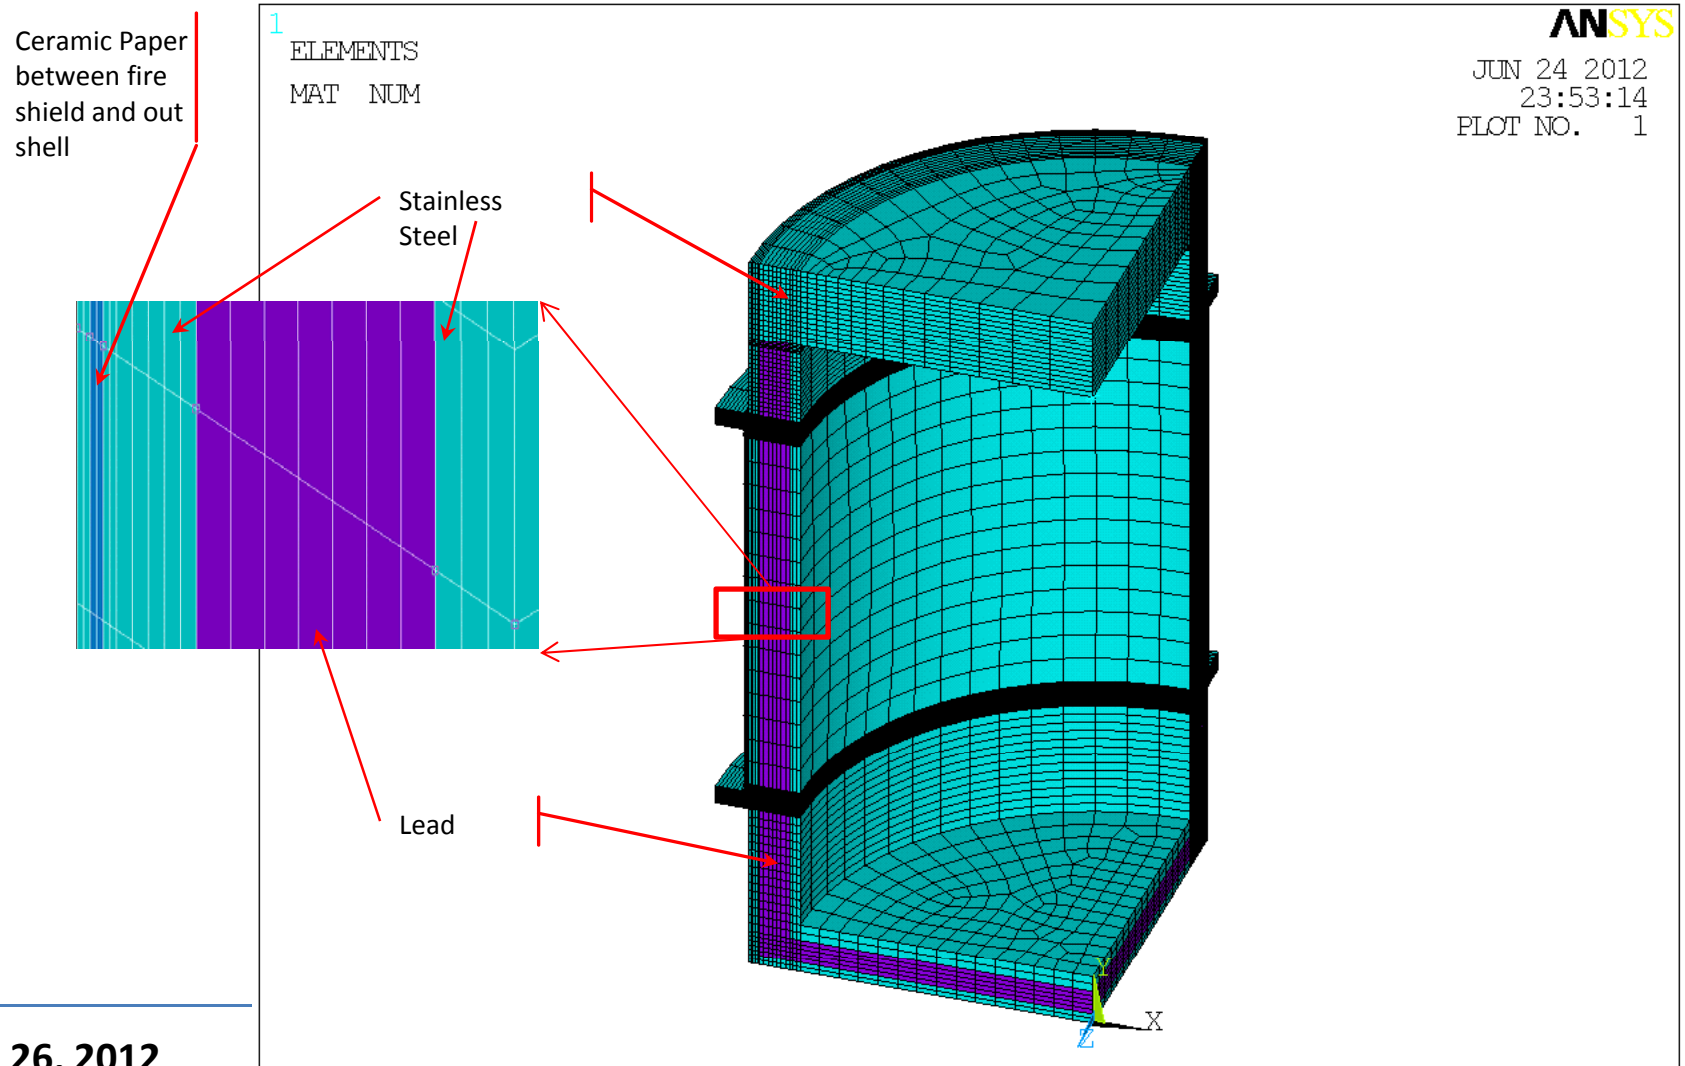 Ceramic Paper
between fire
shield and out
shell
1
ELEMENTS
MAT NUM
ANSYS
JUN 24 2012
23:53:14
PLOT NO. 1
Stainless
Steel
Lead
Y
X
Z
26, 2012